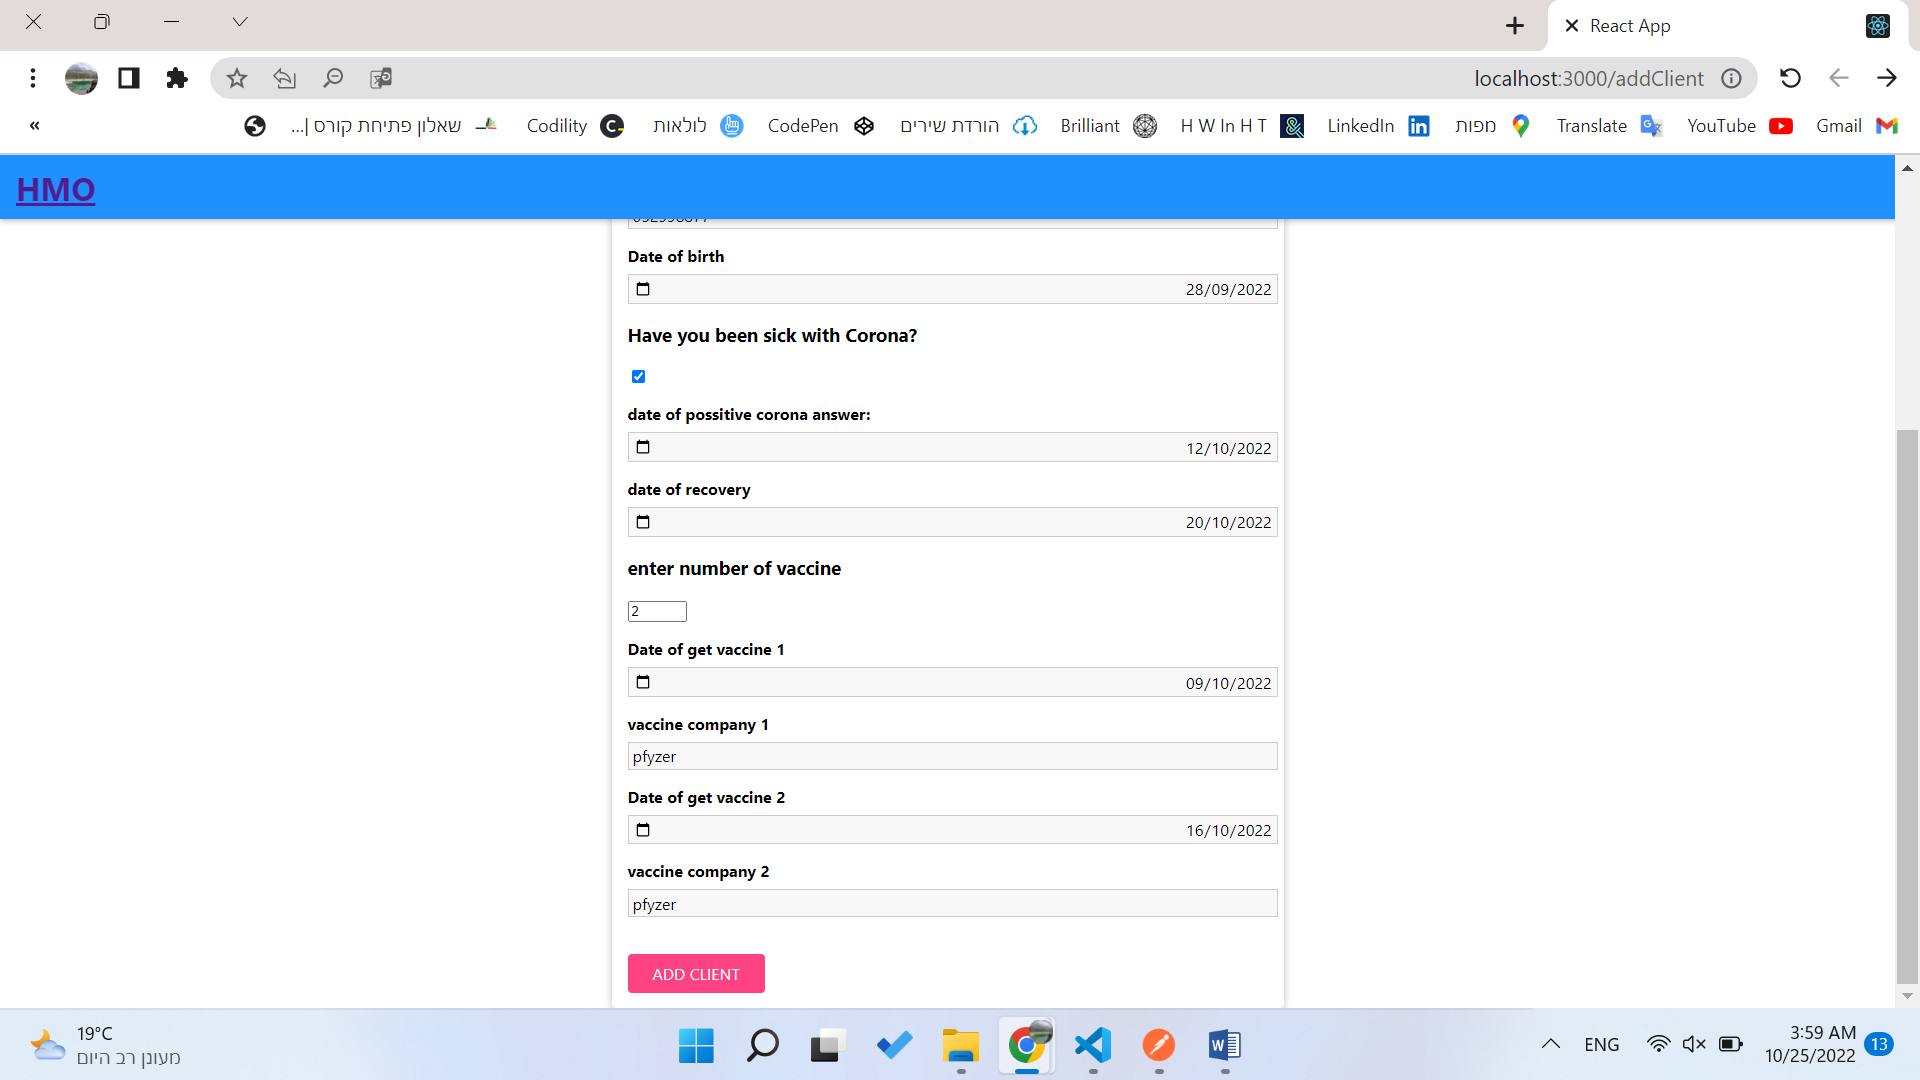 React App
localhost:3000/addClient
Gmail
YouTube
Translate
מפות
LinkedIn
H W In H T
Brilliant
הורדת שירים
CodePen
לולאות
Codility
שאלון פתיחת קורס |...
«
HMO
Date of birth
28/09/2022
Have you been sick with Corona?
date of possitive corona answer:
12/10/2022
date of recovery
20/10/2022
enter number of vaccine
2
Date of get vaccine 1
09/10/2022
vaccine company 1
pfyzer
Date of get vaccine 2
16/10/2022
vaccine company 2
pfyzer
ADD CLIENT
19°C
מעונן רב היום
ENG
3:59 AM
10/25/2022
13